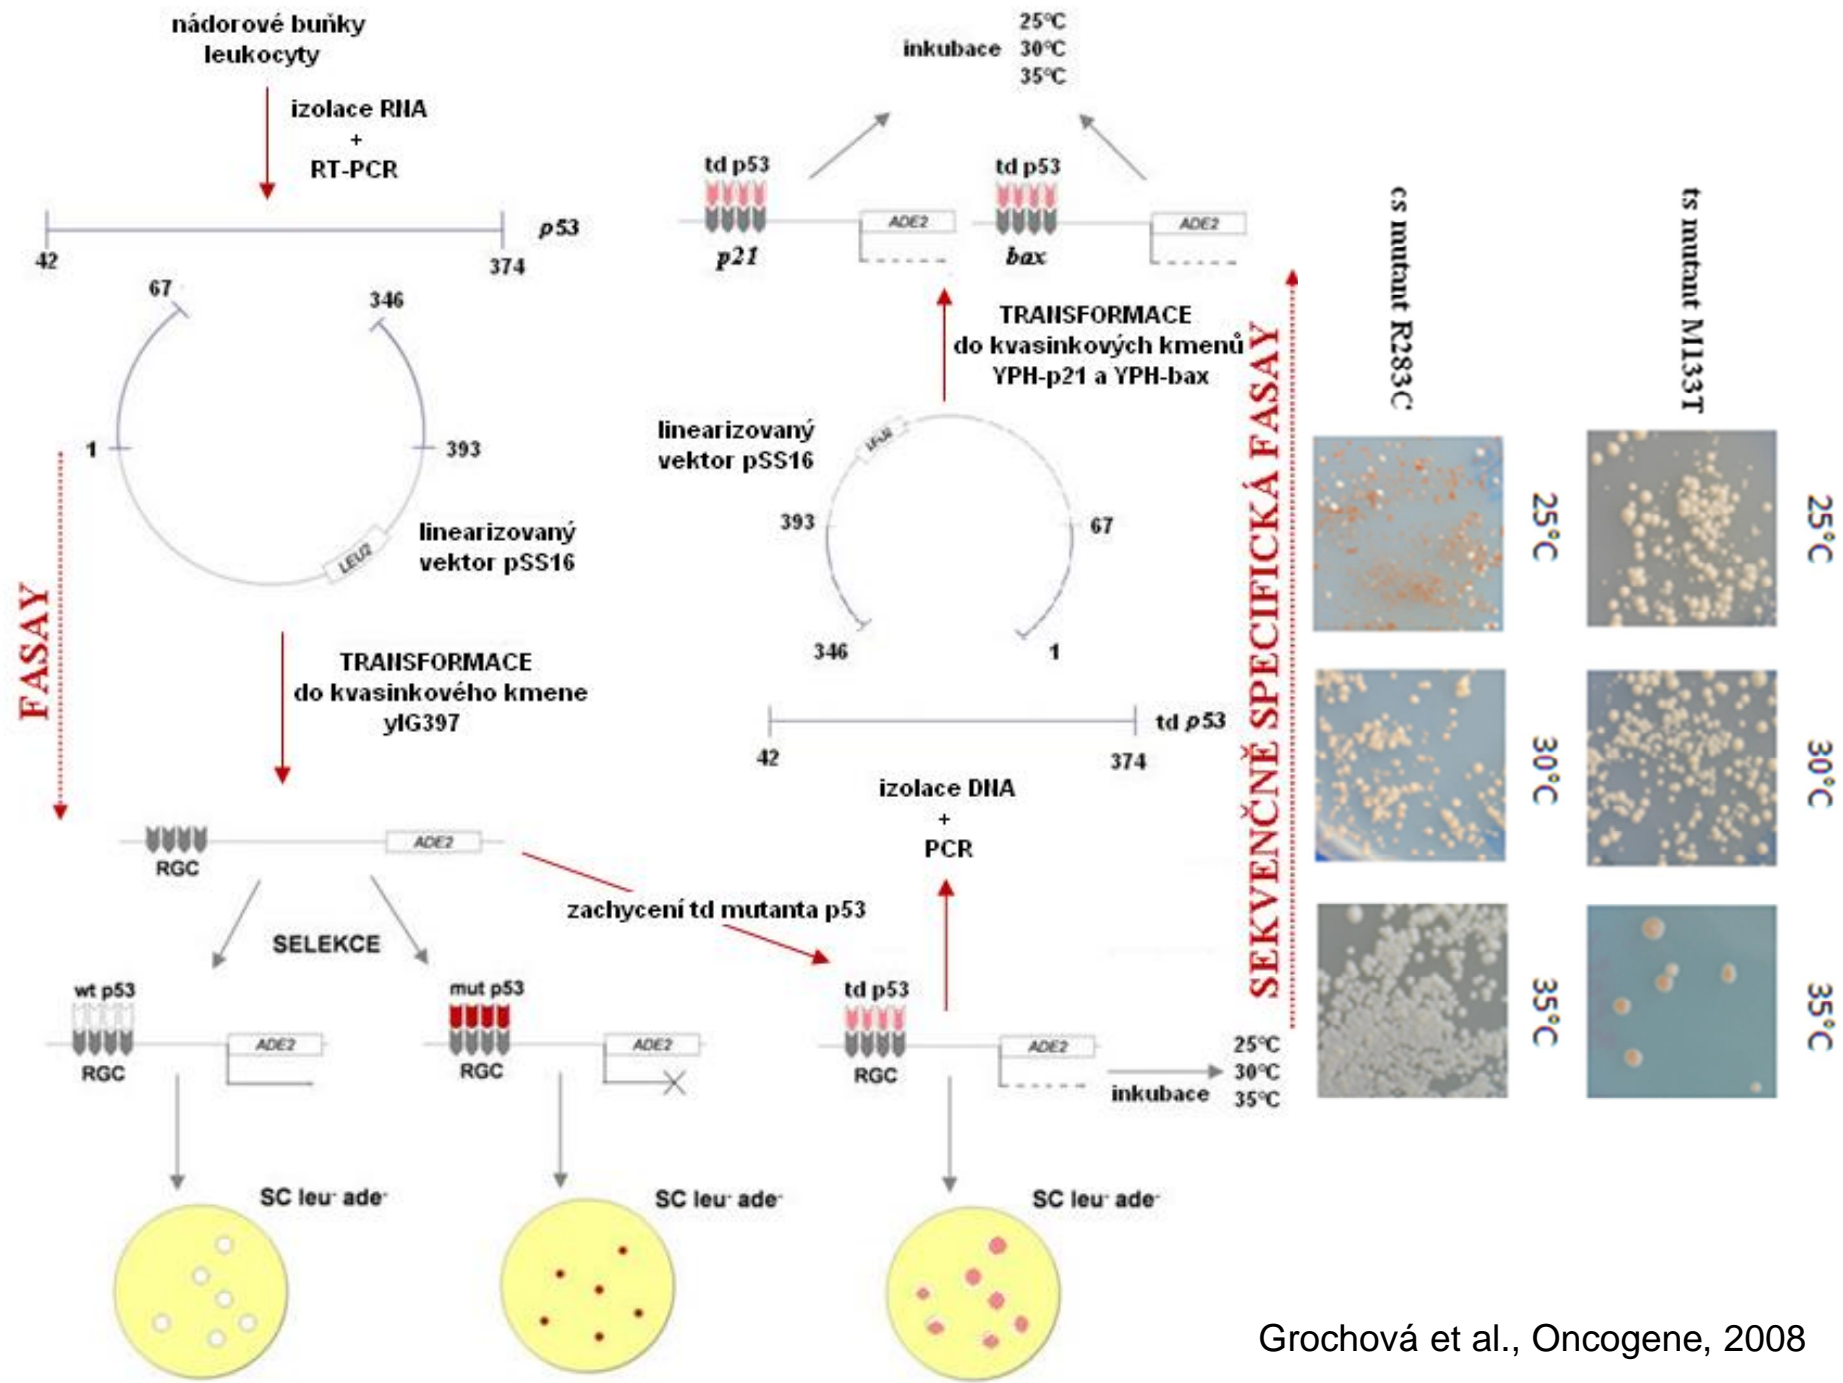 nádorové buňky
leukocyty
izolace RNA
+
RT-PCR
p53
42
374
67
346
1
393
LEU2
linearizovaný
vektor pSS16
FASAY
TRANSFORMACE
do kvasinkového kmene
yIG397
ADE2
RGC
SELEKCE
zachycení td mutanta p53
wt p53
ADE2
RGC
mut p53
ADE2
RGC
td p53
ADE2
RGC
inkubace
25°C
30°C
35°C
SC leu- ade-
SC leu- ade-
SC leu- ade-
izolace DNA
+
PCR
42
374
td p53
346
1
393
67
LEU2
linearizovaný
vektor pSS16
TRANSFORMACE
do kvasinkových kmenů
YPH-p21 a YPH-bax
td p53
ADE2
p21
td p53
ADE2
bax
inkubace
25°C
30°C
35°C
SEKVENČNĚ SPECIFICKÁ FASAY
cs mutant R283C
25°C
30°C
35°C
ts mutant M133T
25°C
30°C
35°C
Grochová et al., Oncogene, 2008